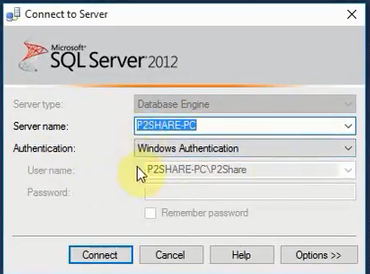 Connect to Server
Microsoft
SQL Server 2012
Server type: Database Engine
Server name: P2SHARE-PC
Authentication: Windows Authentication
User name: P2SHARE-PC\P2Share
Password:
Remember password
Connect Cancel Help Options >>